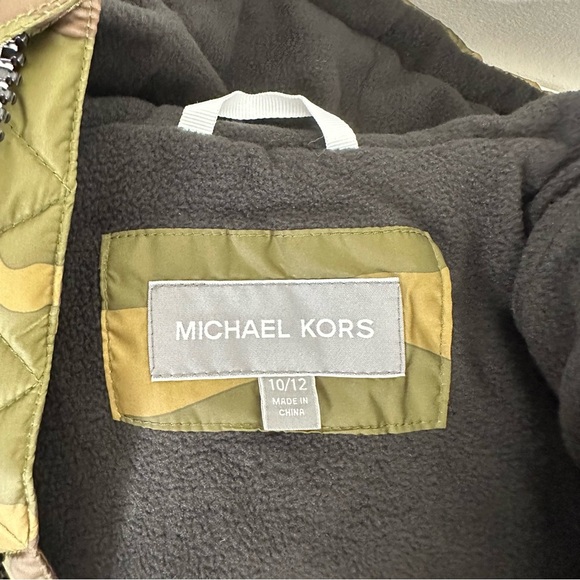 MICHAEL KORS
10/12
MADE IN
CHINA